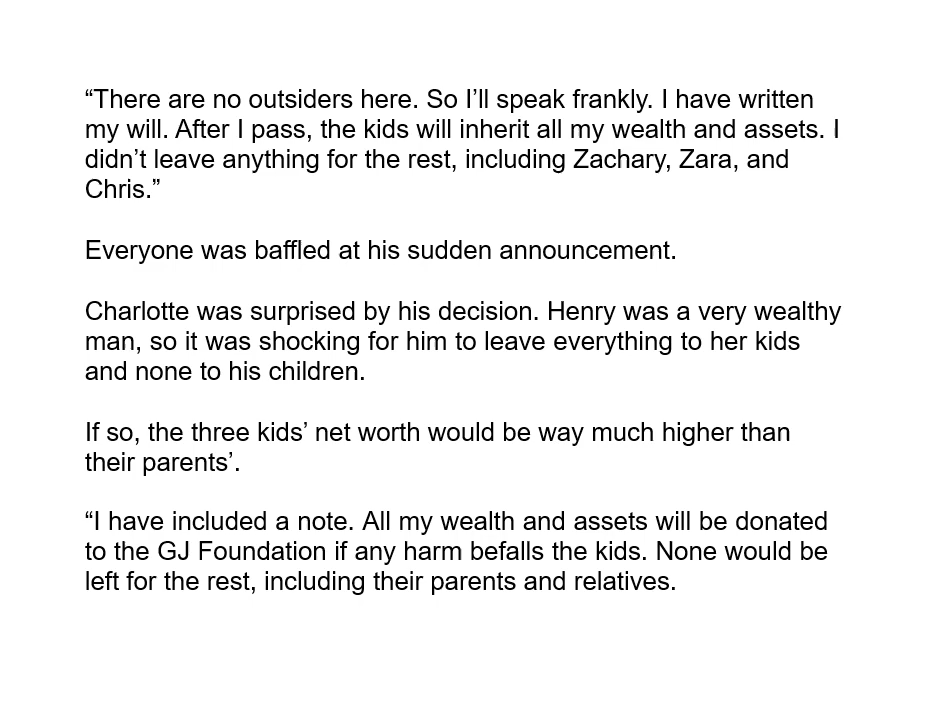 “There are no outsiders here. So I’ll speak frankly. I have written
my will. After I pass, the kids will inherit all my wealth and assets. I
didn’t leave anything for the rest, including Zachary, Zara, and
Chris.”
Everyone was baffled at his sudden announcement.
Charlotte was surprised by his decision. Henry was a very wealthy
man, so it was shocking for him to leave everything to her kids
and none to his children.
If so, the three kids’ net worth would be way much higher than
their parents’.
“I have included a note. All my wealth and assets will be donated
to the GJ Foundation if any harm befalls the kids. None would be
left for the rest, including their parents and relatives.